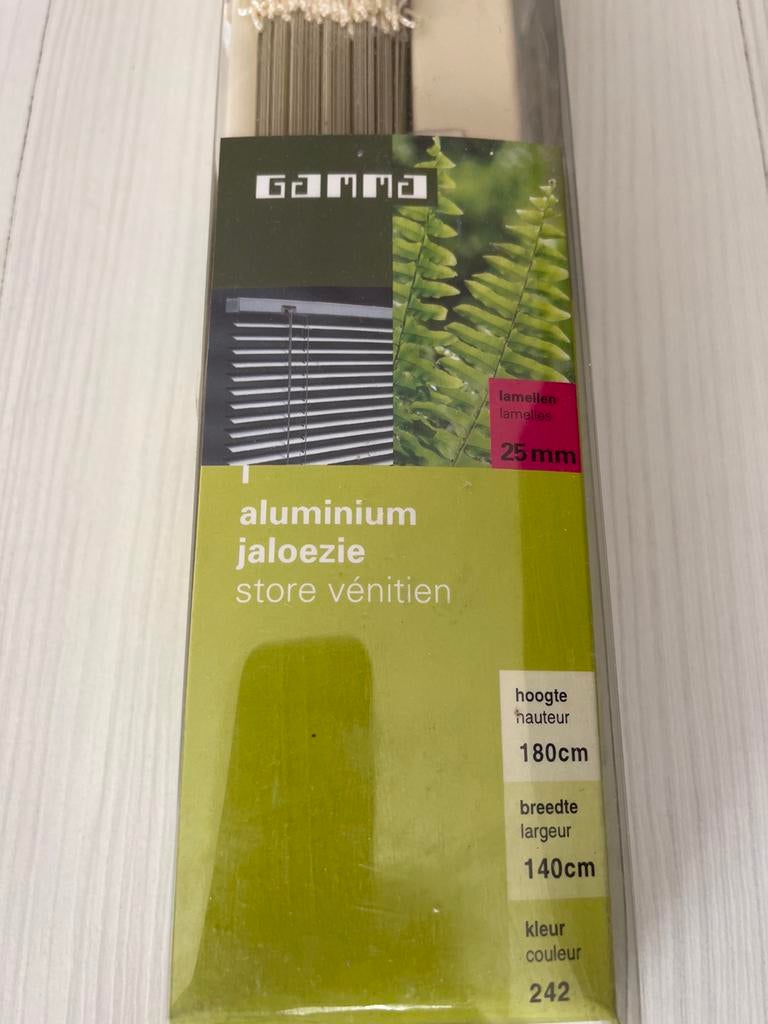 GAMMA
lamellen
lamelles
25 mm
aluminium
jaloezie
store vénitien
hoogte
hauteur
180cm
breedte
largeur
140cm
kleur
couleur
242